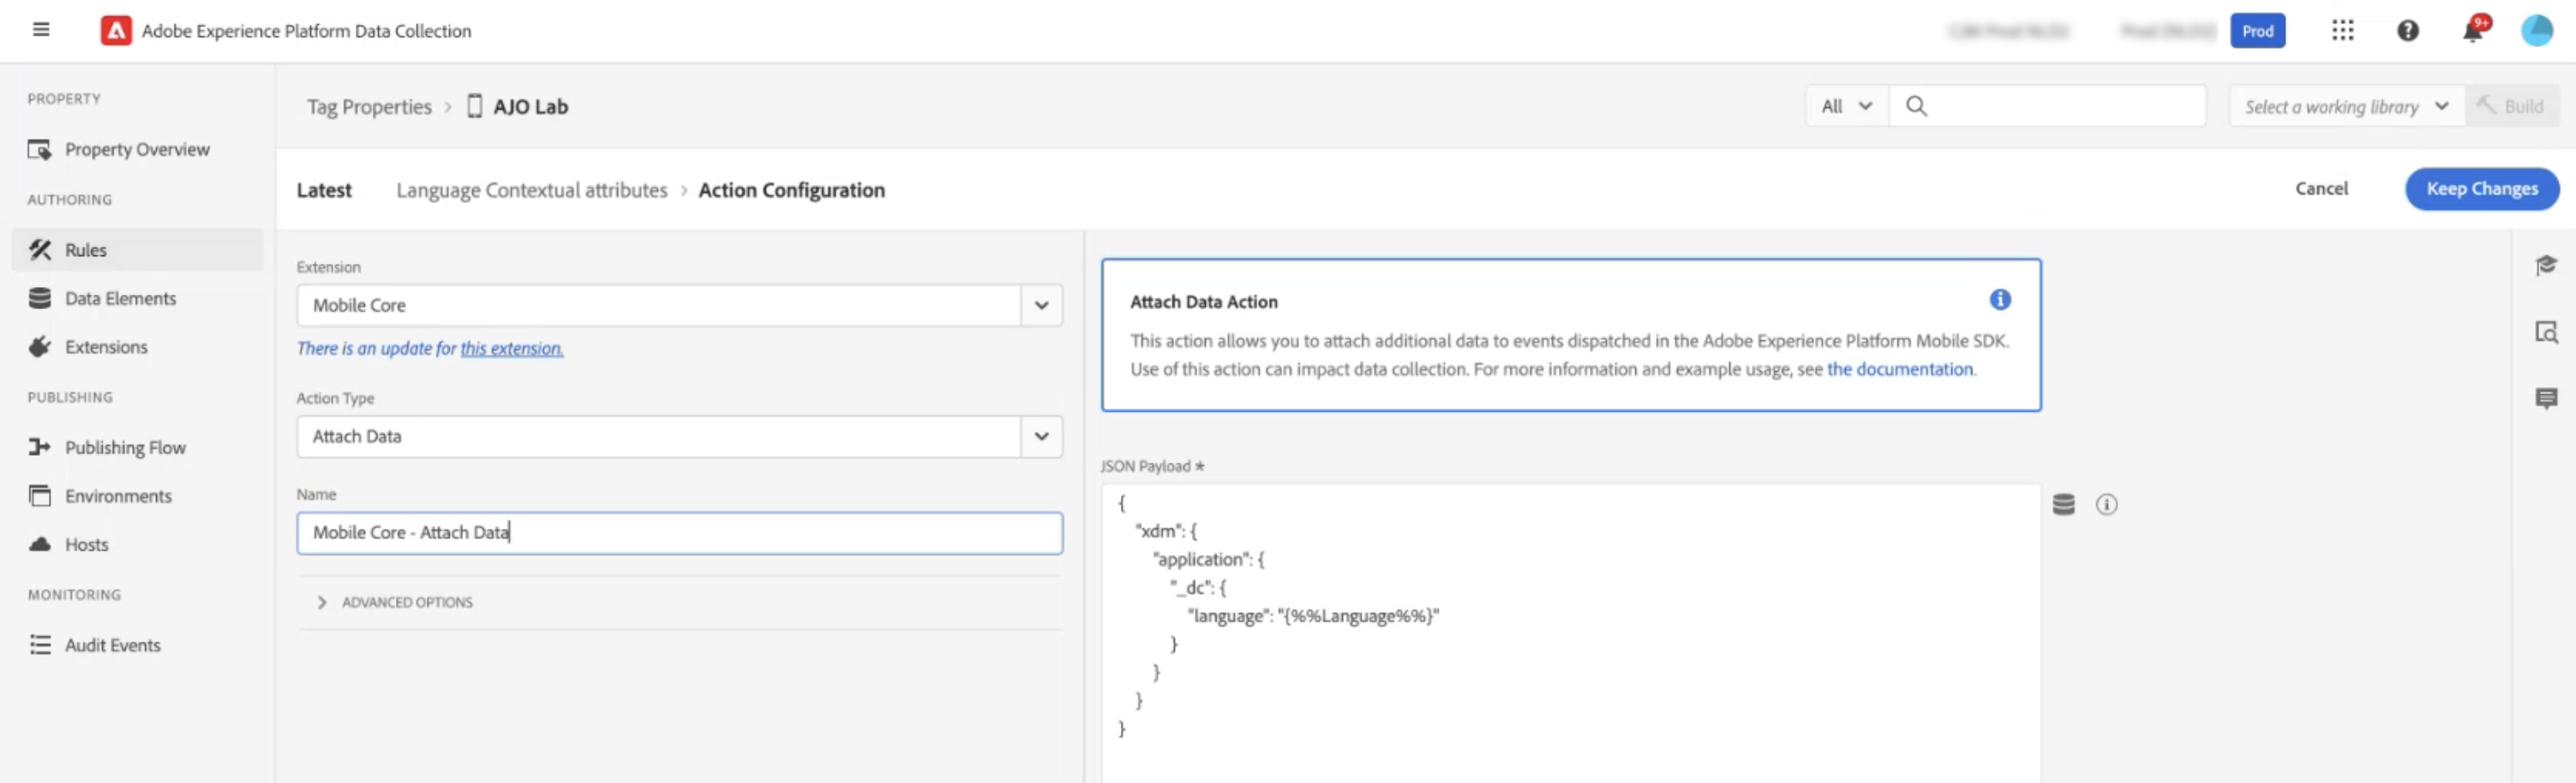 Adobe Experience Platform Data Collection
Prod
9+
PROPERTY
Property Overview
AUTHORING
Rules
Data Elements
Extensions
PUBLISHING
Publishing Flow
Environments
Hosts
MONITORING
Audit Events
Tag Properties > AJO Lab
All
Select a working library
Build
Latest
Language Contextual attributes > Action Configuration
Cancel
Keep Changes
Extension
Mobile Core
There is an update for this extension.
Action Type
Attach Data
Name
Mobile Core - Attach Data
ADVANCED OPTIONS
Attach Data Action
This action allows you to attach additional data to events dispatched in the Adobe Experience Platform Mobile SDK.
Use of this action can impact data collection. For more information and example usage, see the documentation.
JSON Payload *
{
"xdm": {
"application": {
"_dc": {
"language": "{%%Language%%}"
}
}
}
}